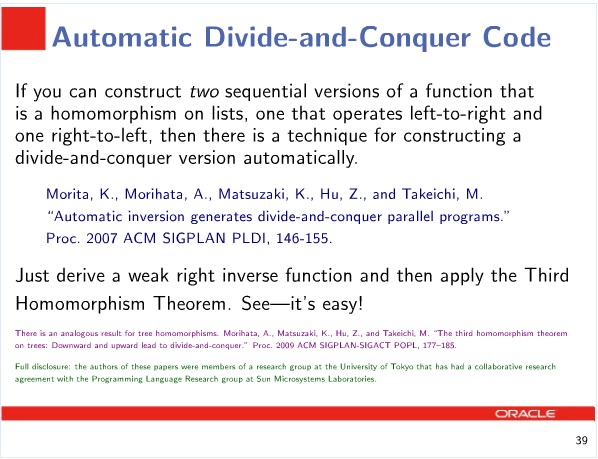 Automatic Divide-and-Conquer Code
If you can construct two sequential versions of a function that
is a homomorphism on lists, one that operates left-to-right and
one right-to-left, then there is a technique for constructing a
divide-and-conquer version automatically.
Morita, K., Morihata, A., Matsuzaki, K., Hu, Z., and Takeichi, M.
“Automatic inversion generates divide-and-conquer parallel programs.”
Proc. 2007 ACM SIGPLAN PLDI, 146-155.
Just derive a weak right inverse function and then apply the Third
Homomorphism Theorem. See—it’s easy!
There is an analogous result for tree homomorphisms. Morihata, A., Matsuzaki, K., Hu, Z., and Takeichi, M. “The third homomorphism theorem
on trees: Downward and upward lead to divide-and-conquer.” Proc. 2009 ACM SIGPLAN-SIGACT POPL, 177–185.
Full disclosure: the authors of these papers were members of a research group at the University of Tokyo that has had a collaborative research
agreement with the Programming Language Research group at Sun Microsystems Laboratories.
ORACLE
39